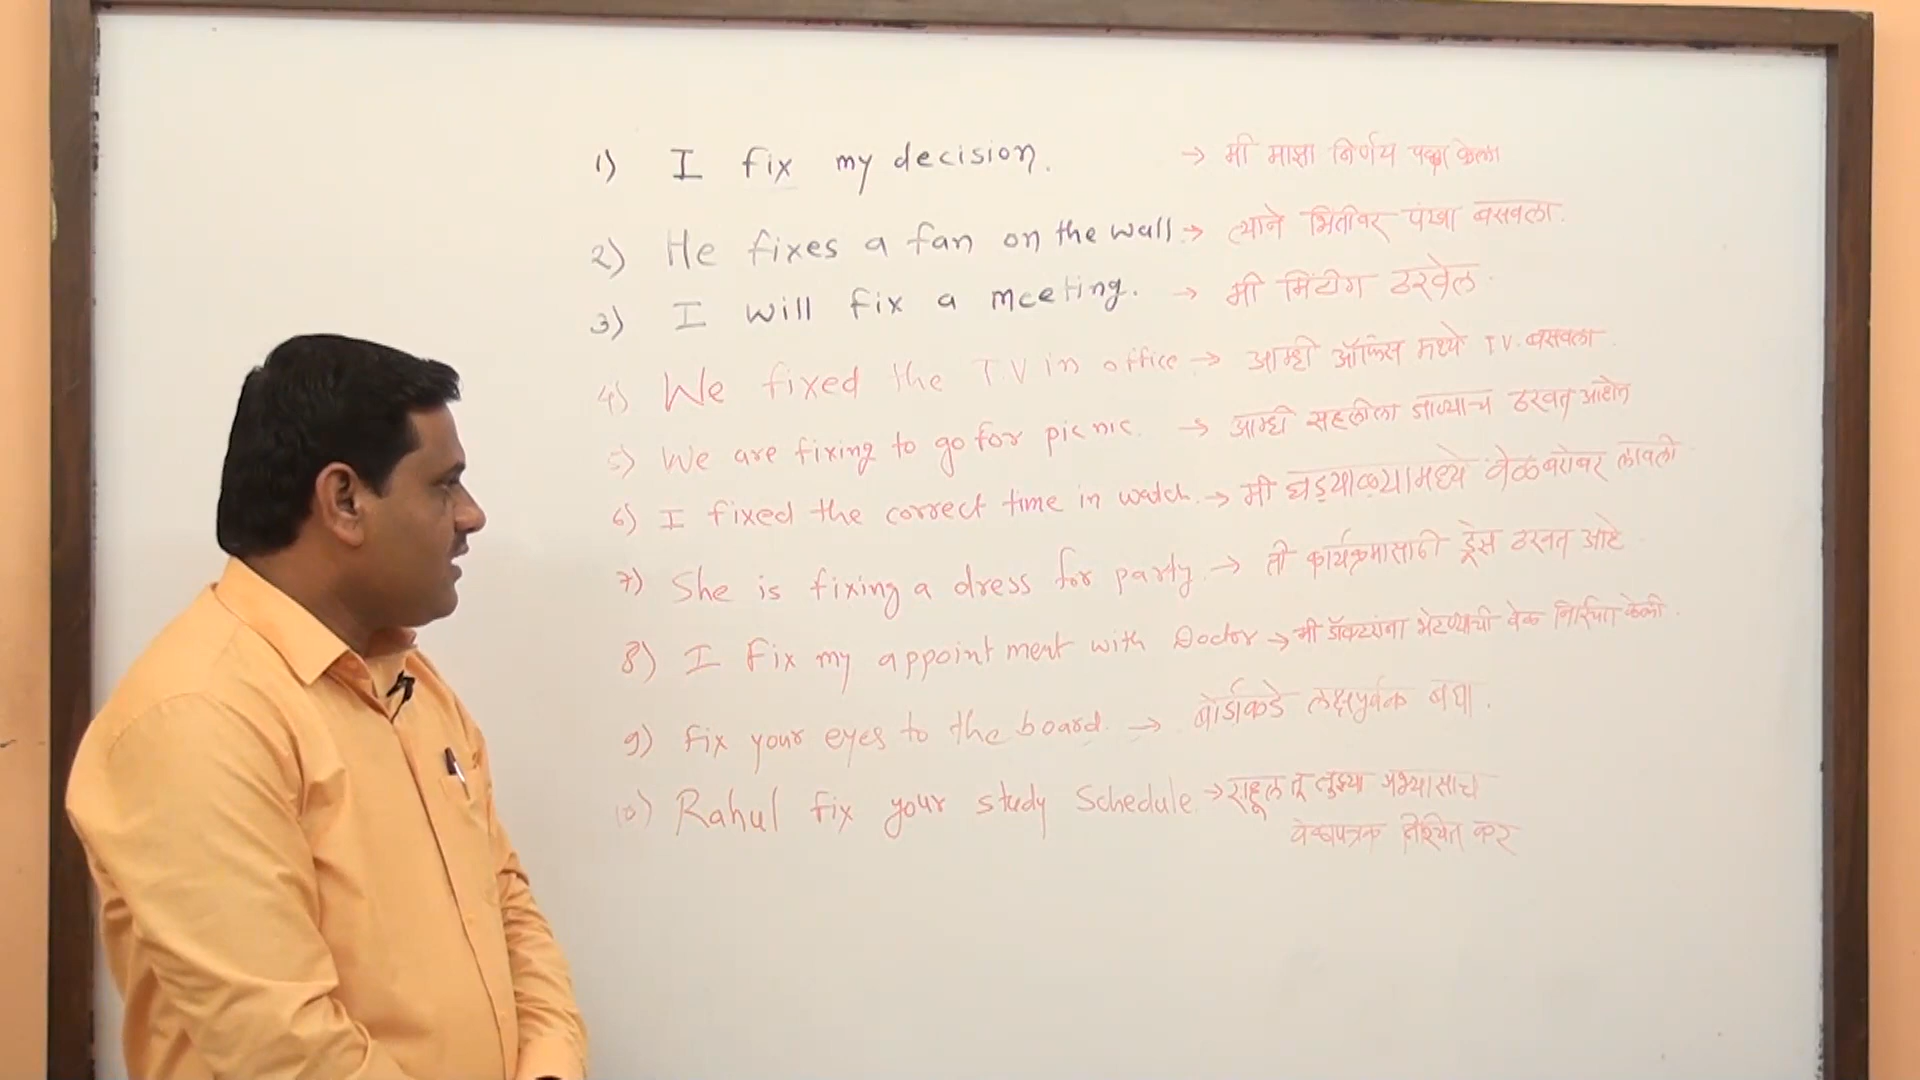 1) I fix my decision. → मी माझा निर्णय पक्का केला
2) He fixes a fan on the wall → त्याने भिंतीवर पंखा बसवला.
3) I will fix a meeting. → मी मिटींग ठरवेल.
4) We fixed the T.V in office → आम्ही ऑफिस मध्ये T.V. बसवला.
5) We are fixing to go for picnic. → आम्ही सहलीला जाण्याच ठरवत आहोत
6) I fixed the correct time in watch. → मी घड्याळ्यामध्ये वेळ बरोबर लावली
7) She is fixing a dress for party. → ती कार्यक्रमासाठी ड्रेस ठरवत आहे
8) I fix my appointment with Doctor → मी डॉक्टरांना भेटण्याची वेळ निश्चित केली.
9) fix your eyes to the board. → बोर्डाकडे लक्षपुर्वक बघा.
10) Rahul fix your study Schedule. → राहूल तू तुझ्या अभ्यासाच
वेळापत्रक निश्चित कर